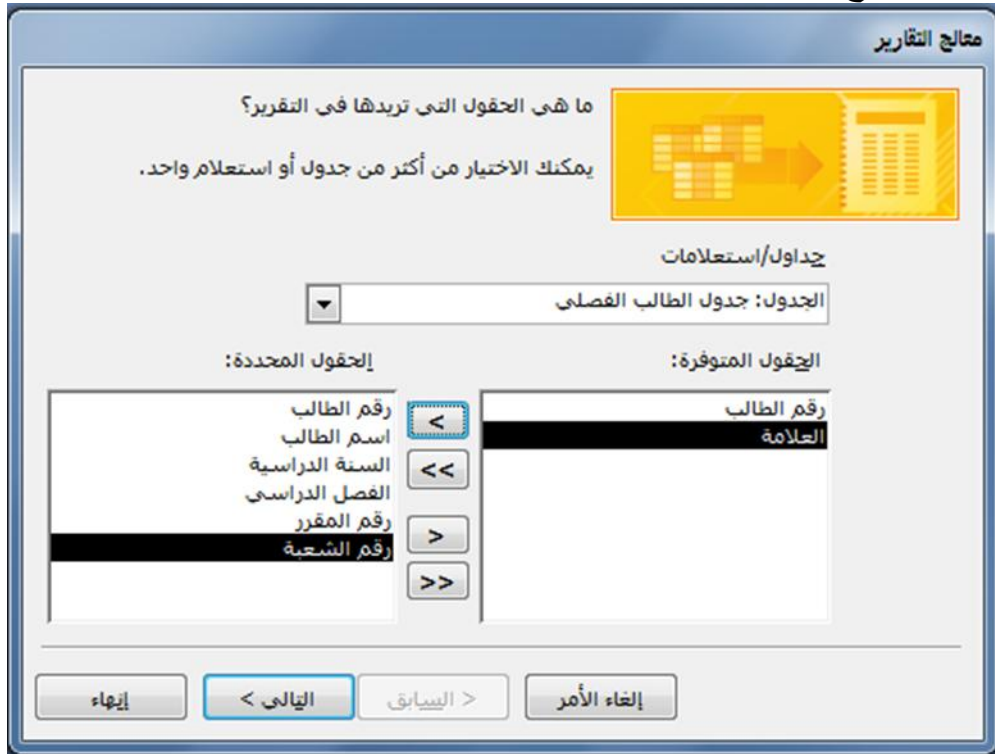 معالج التقارير
ما هي الحقول التي تريدها في التقرير؟
يمكنك الاختيار من أكثر من جدول أو استعلام واحد.
جداول/استعلامات
الجدول: جدول الطالب الفصلي
الحقول المتوفرة:
رقم الطالب
العلامة
<
<<
>
>>
الحقول المحددة:
رقم الطالب
اسم الطالب
السنة الدراسية
الفصل الدراسي
رقم المقرر
رقم الشعبة
إلغاء الأمر
< السابق
التالي >
إنهاء